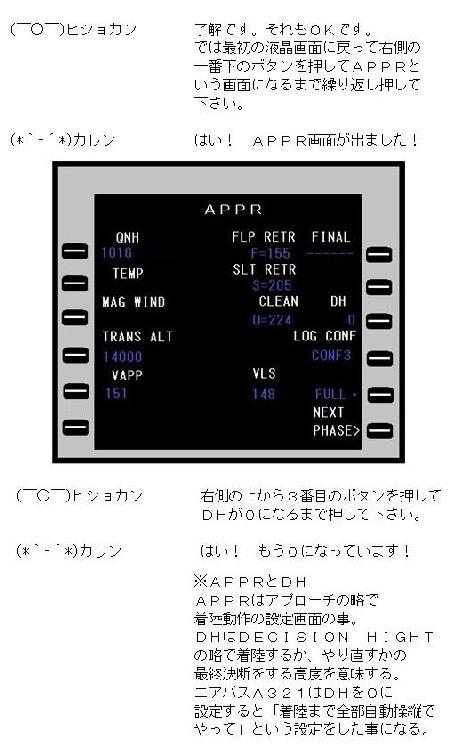 (￣○￣)ヒショカン 了解です。それもＯＫです。
では最初の液晶画面に戻って右側の
一番下のボタンを押してＡＰＰＲと
いう画面になるまで繰り返し押して
下さい。
(*｀-´*)カレン はい！ ＡＰＰＲ画面が出ました！
APPR
QNH FLP RETR FINAL
1016 F=155 ------
TEMP SLT RETR
S=205
MAG WIND CLEAN DH
O=224 0
TRANS ALT LOG CONF
14000 CONF3
VAPP VLS
151 148 FULL
NEXT
PHASE>
(￣○￣)ヒショカン 右側の上から３番目のボタンを押して
ＤＨが０になるまで押して下さい。
(*｀-´*)カレン はい！ もう０になっています！
※ＡＰＰＲとＤＨ
ＡＰＰＲはアプローチの略で
着陸動作の設定画面の事。
ＤＨはＤＥＣＩＳＩＯＮ ＨＩＧＨＴ
の略で着陸するか、やり直すかの
最終決断をする高度を意味する。
エアバスＡ３２１はＤＨを０に
設定すると「着陸まで全部自動操縦で
やって」という設定をした事になる。